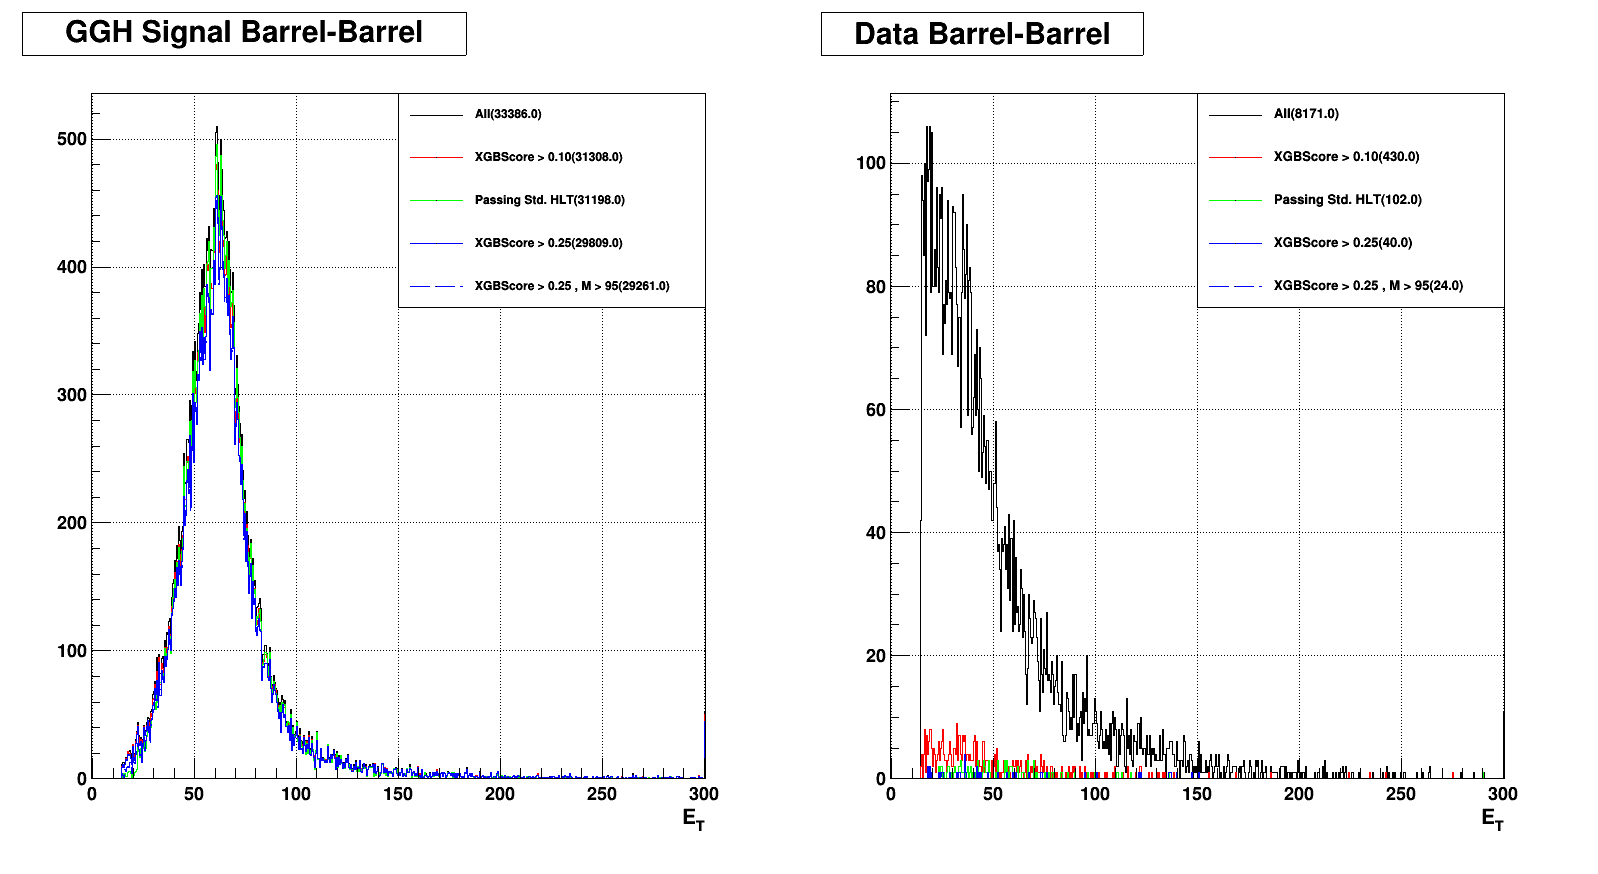 GGH Signal Barrel-Barrel
All(33386.0)
XGBScore > 0.10(31308.0)
Passing Std. HLT(31198.0)
XGBScore > 0.25(29809.0)
XGBScore > 0.25 , M > 95(29261.0)
500
400
300
200
100
0
0 50 100 150 200 250 300
E_T
Data Barrel-Barrel
All(8171.0)
XGBScore > 0.10(430.0)
Passing Std. HLT(102.0)
XGBScore > 0.25(40.0)
XGBScore > 0.25 , M > 95(24.0)
100
80
60
40
20
0
0 50 100 150 200 250 300
E_T